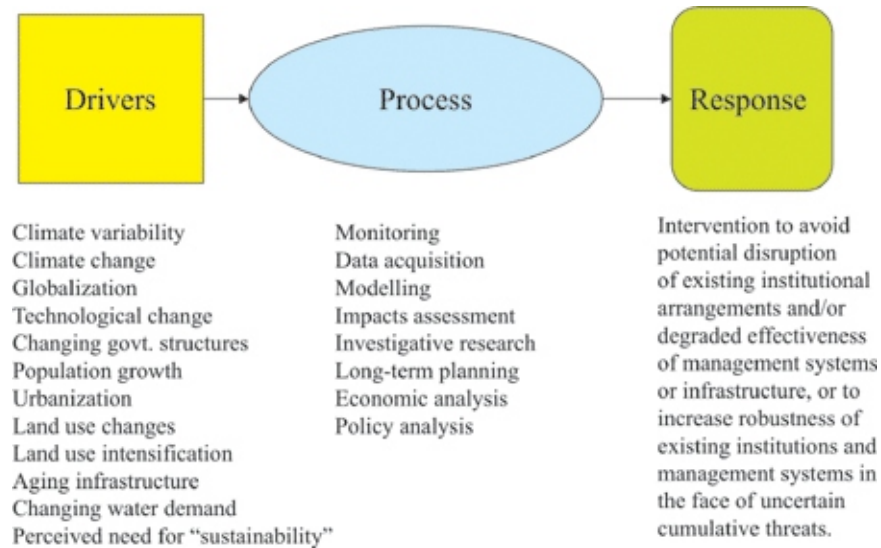 Drivers
Process
Response
Climate variability
Climate change
Globalization
Technological change
Changing govt. structures
Population growth
Urbanization
Land use changes
Land use intensification
Aging infrastructure
Changing water demand
Perceived need for “sustainability”
Monitoring
Data acquisition
Modelling
Impacts assessment
Investigative research
Long-term planning
Economic analysis
Policy analysis
Intervention to avoid
potential disruption
of existing institutional
arrangements and/or
degraded effectiveness
of management systems
or infrastructure, or to
increase robustness of
existing institutions and
management systems in
the face of uncertain
cumulative threats.